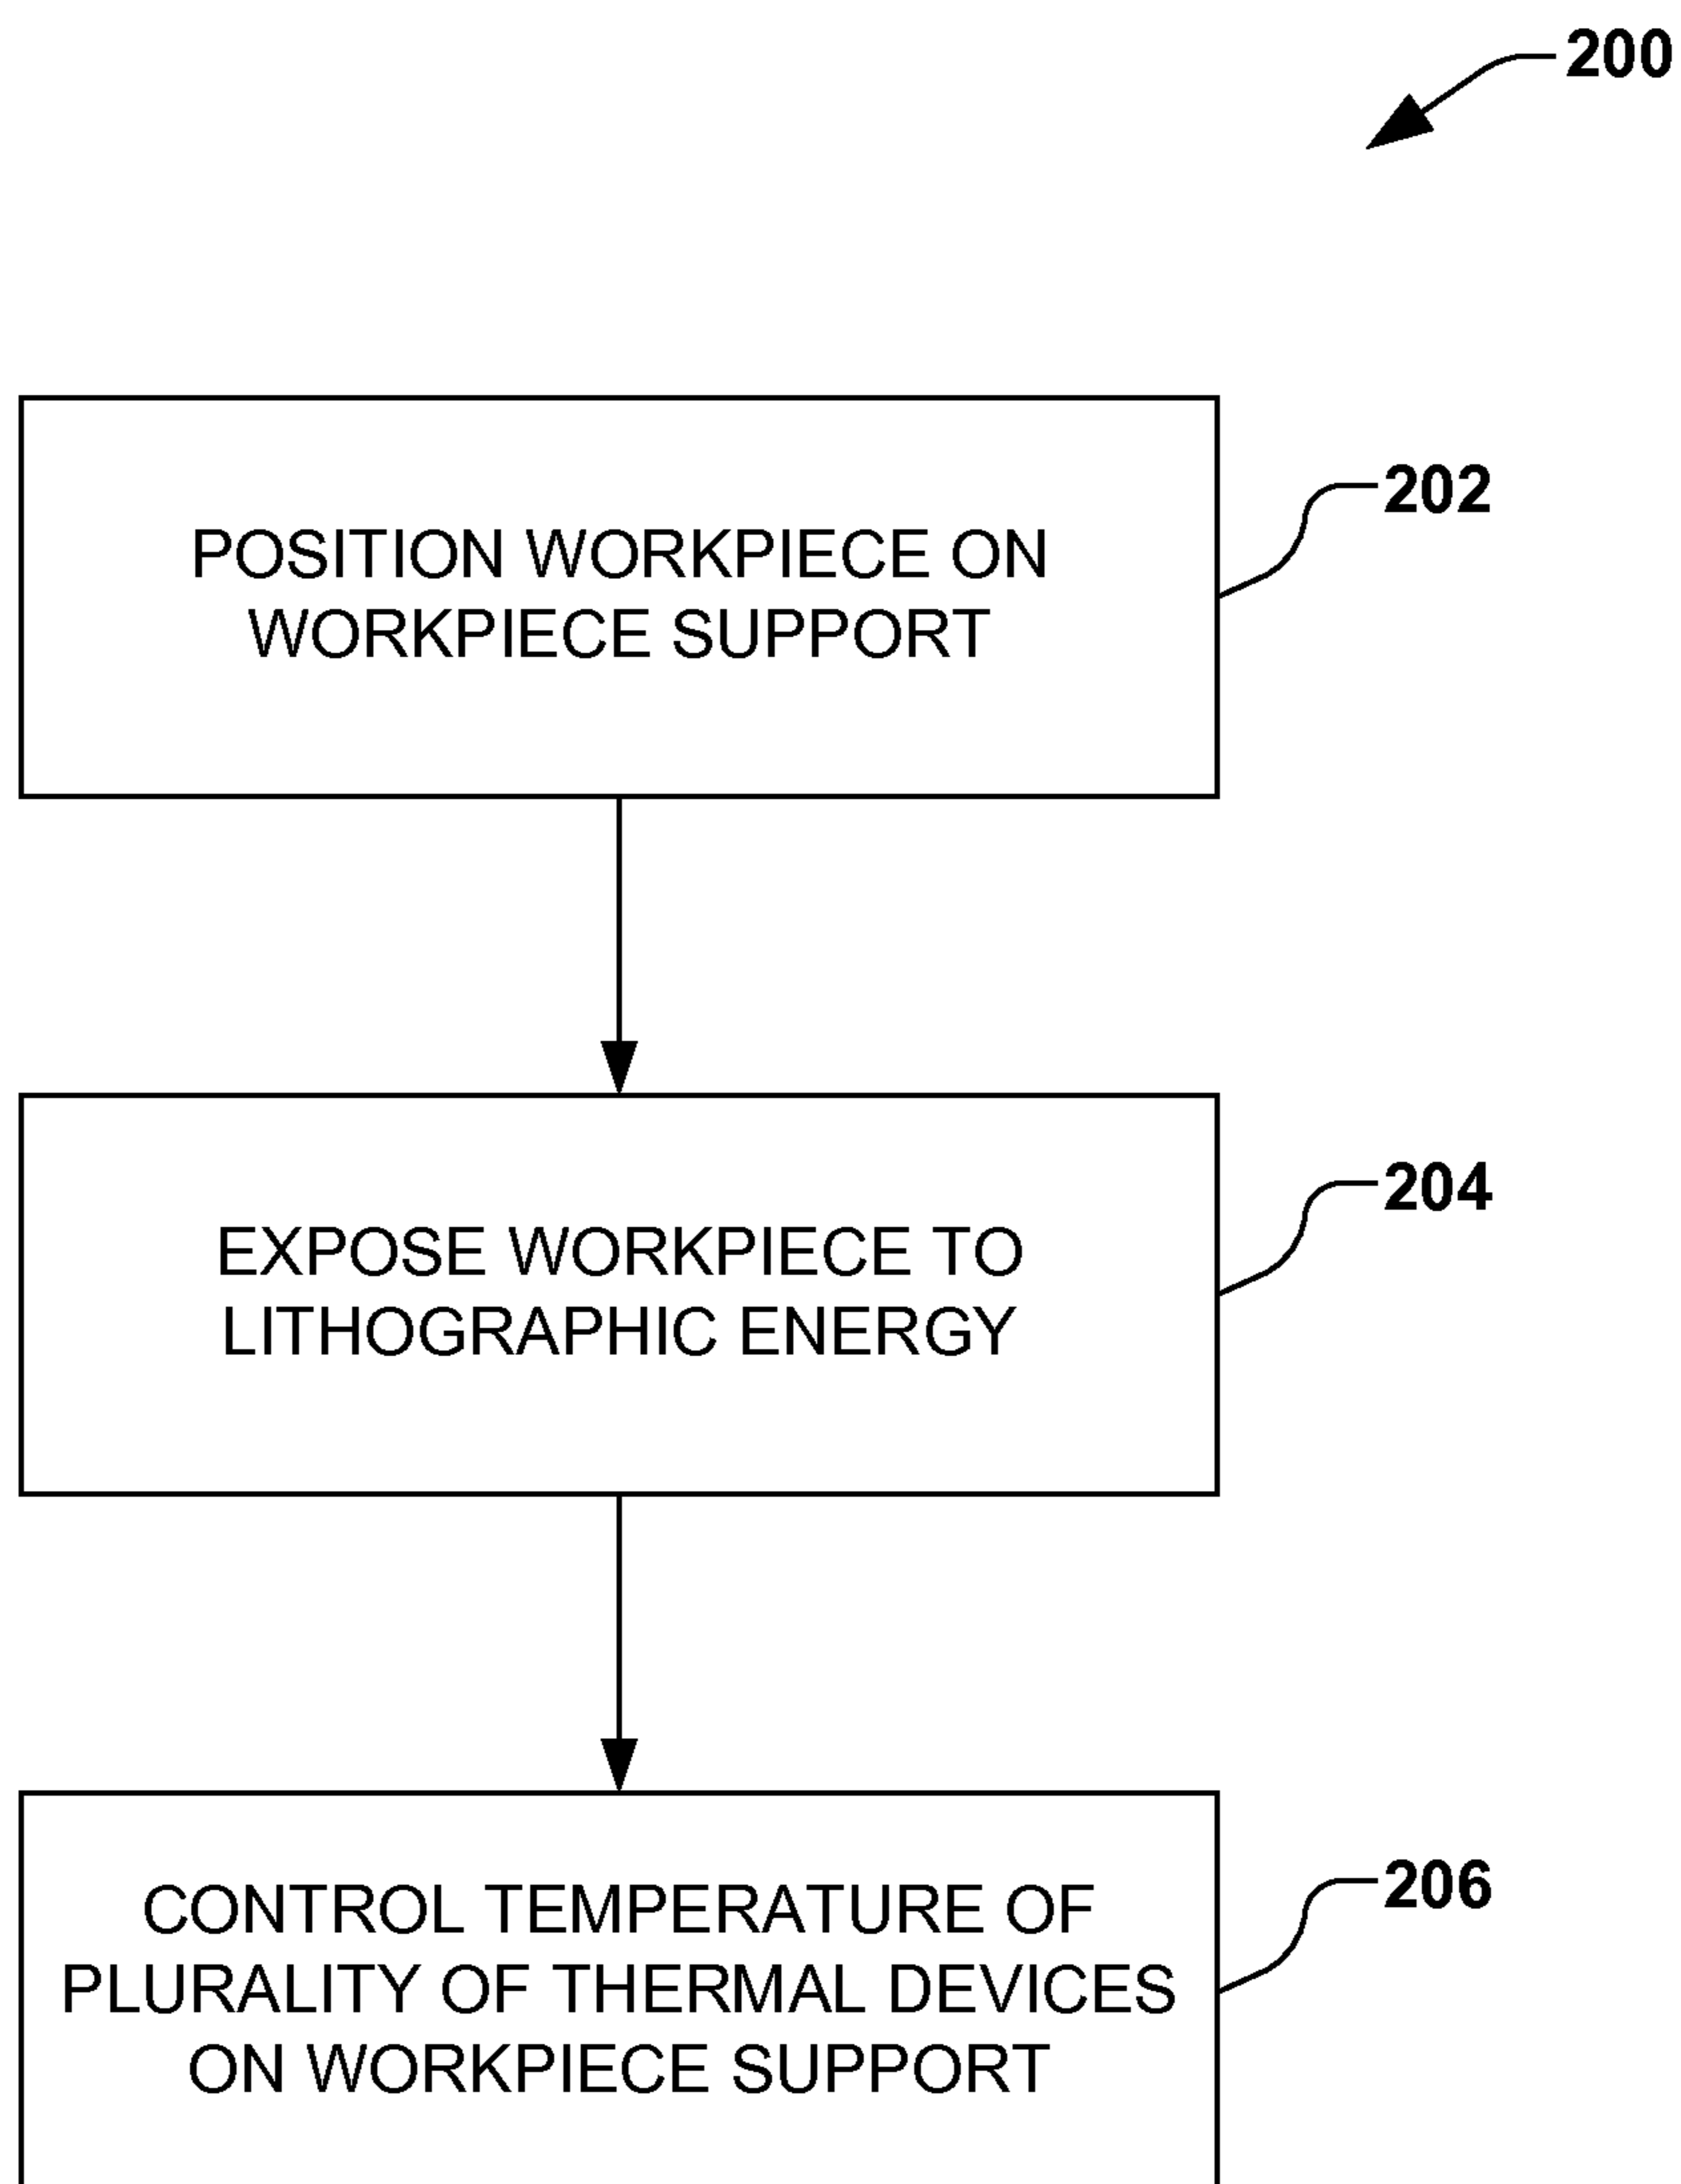 200
POSITION WORKPIECE ON
WORKPIECE SUPPORT
202
EXPOSE WORKPIECE TO
LITHOGRAPHIC ENERGY
204
CONTROL TEMPERATURE OF
PLURALITY OF THERMAL DEVICES
ON WORKPIECE SUPPORT
206